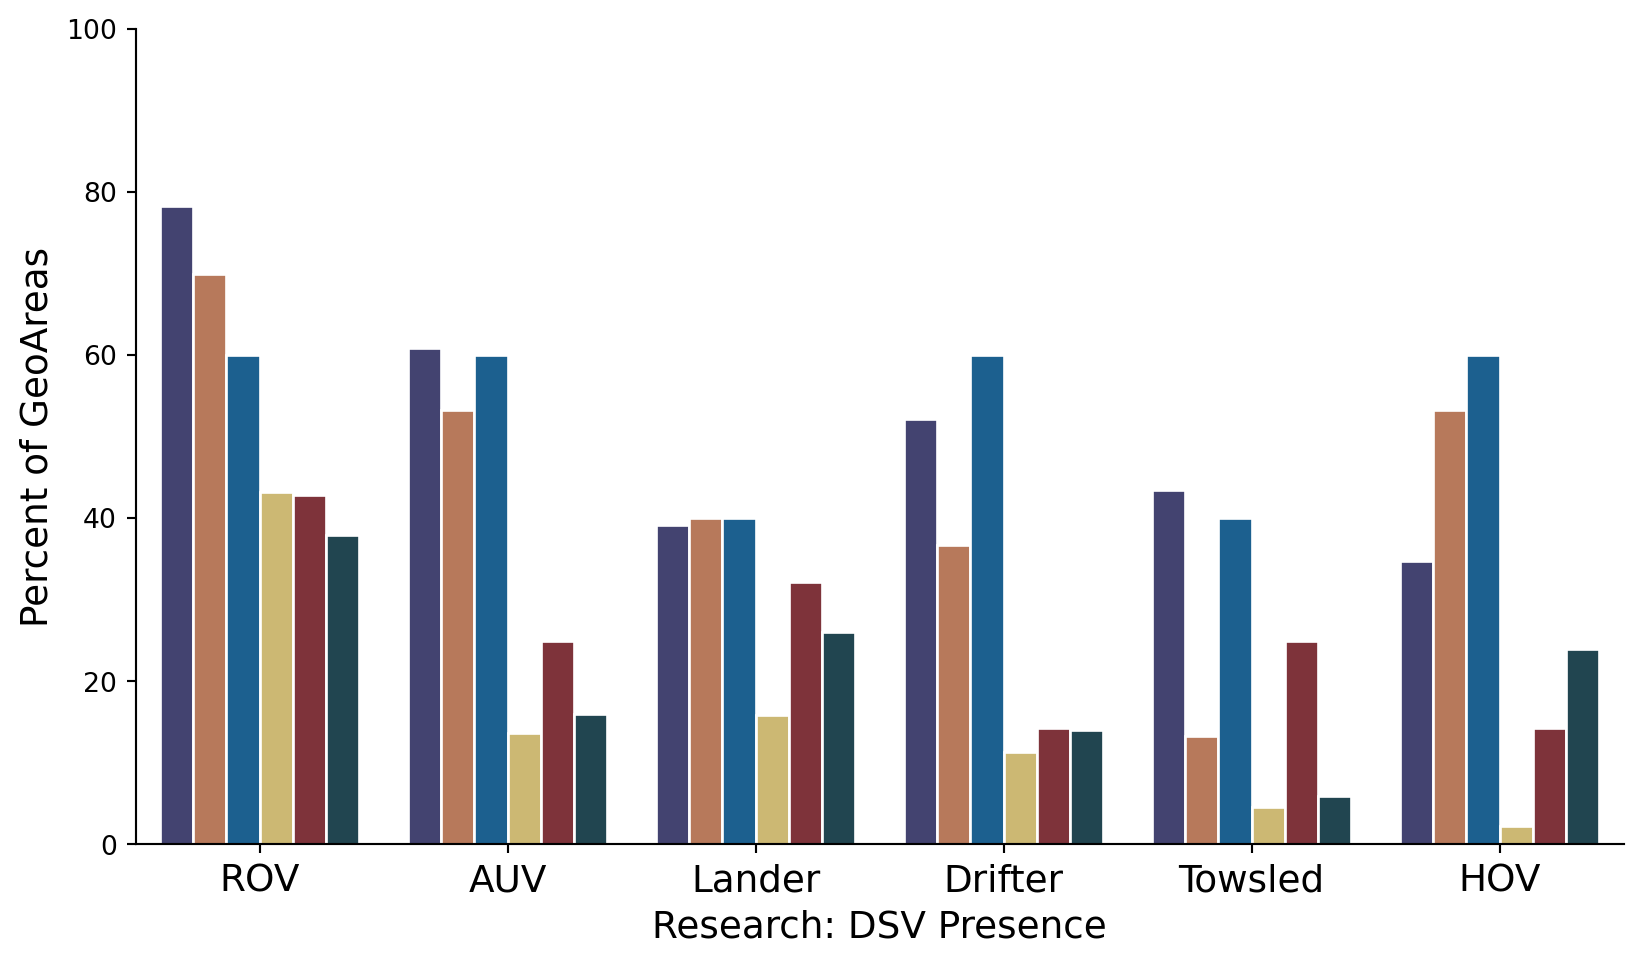 100
80
60
40
20
0
Percent of GeoAreas
ROV AUV Lander Drifter Towsled HOV
Research: DSV Presence